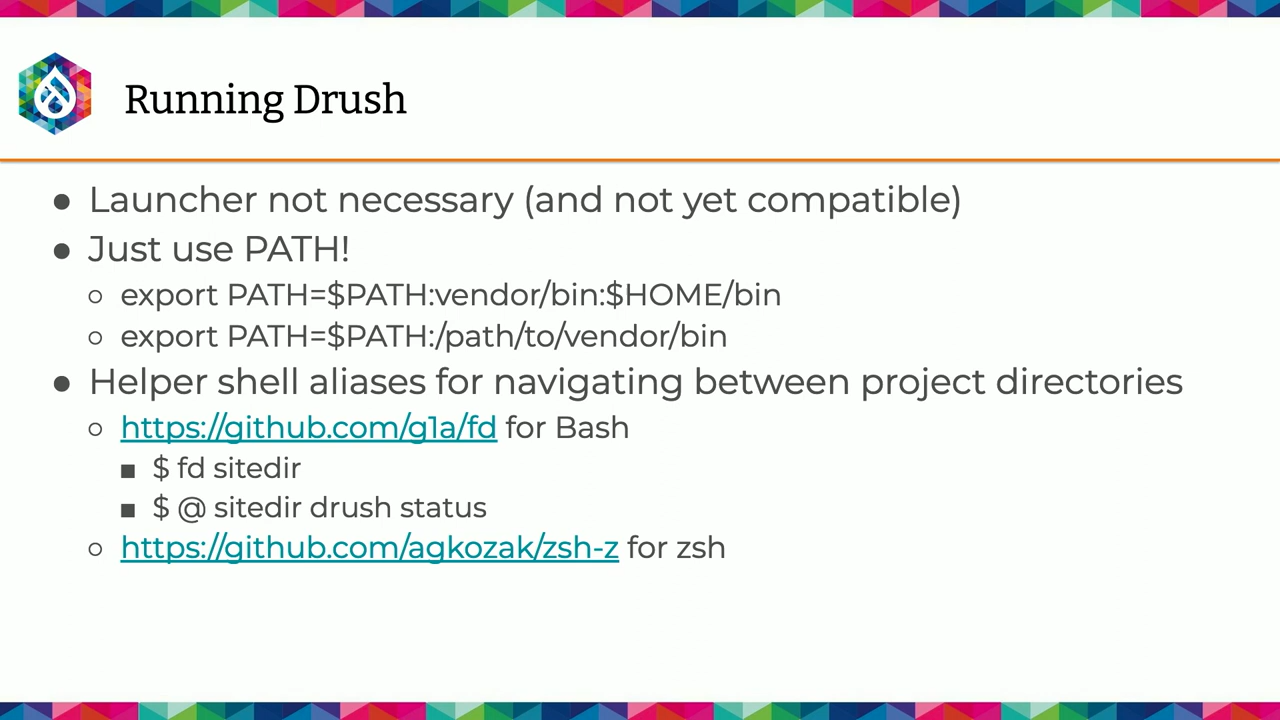 Running Drush
● Launcher not necessary (and not yet compatible)
● Just use PATH!
○ export PATH=$PATH:vendor/bin:$HOME/bin
○ export PATH=$PATH:/path/to/vendor/bin
● Helper shell aliases for navigating between project directories
○ https://github.com/g1a/fd for Bash
■ $ fd sitedir
■ $ @ sitedir drush status
○ https://github.com/agkozak/zsh-z for zsh